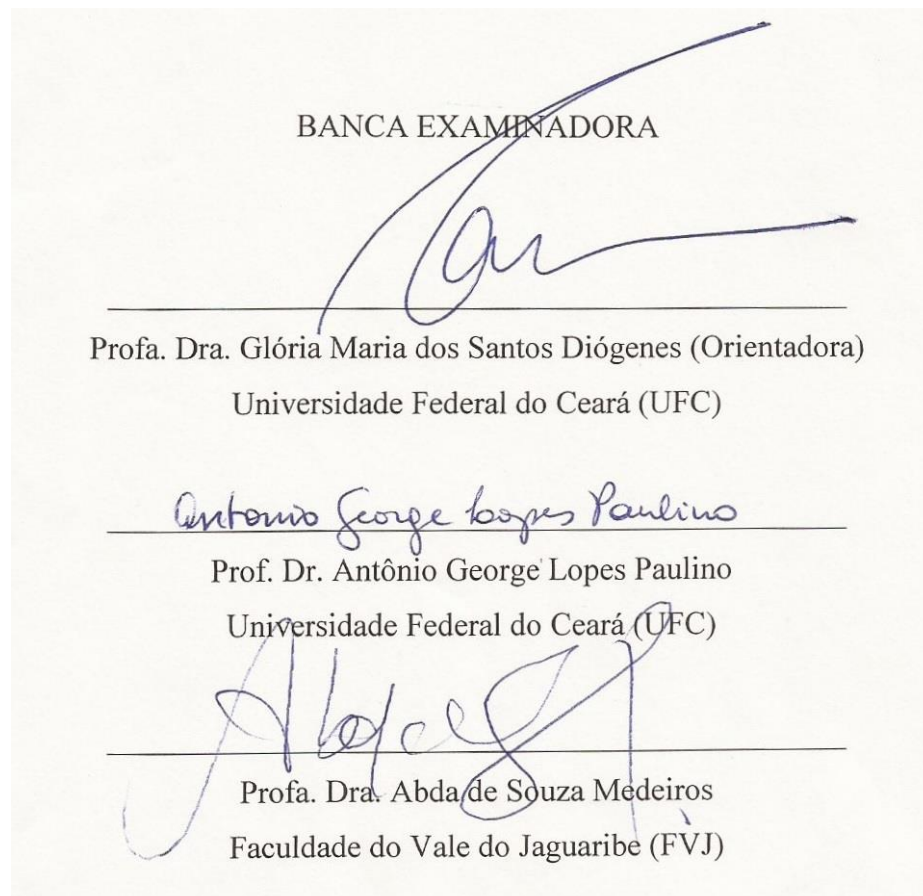 BANCA EXAMINADORA
Profa. Dra. Glória Maria dos Santos Diógenes (Orientadora)
Universidade Federal do Ceará (UFC)
Antonio George Lopes Paulino
Prof. Dr. Antônio George Lopes Paulino
Universidade Federal do Ceará (UFC)
Profa. Dra. Abda de Souza Medeiros
Faculdade do Vale do Jaguaribe (FVJ)